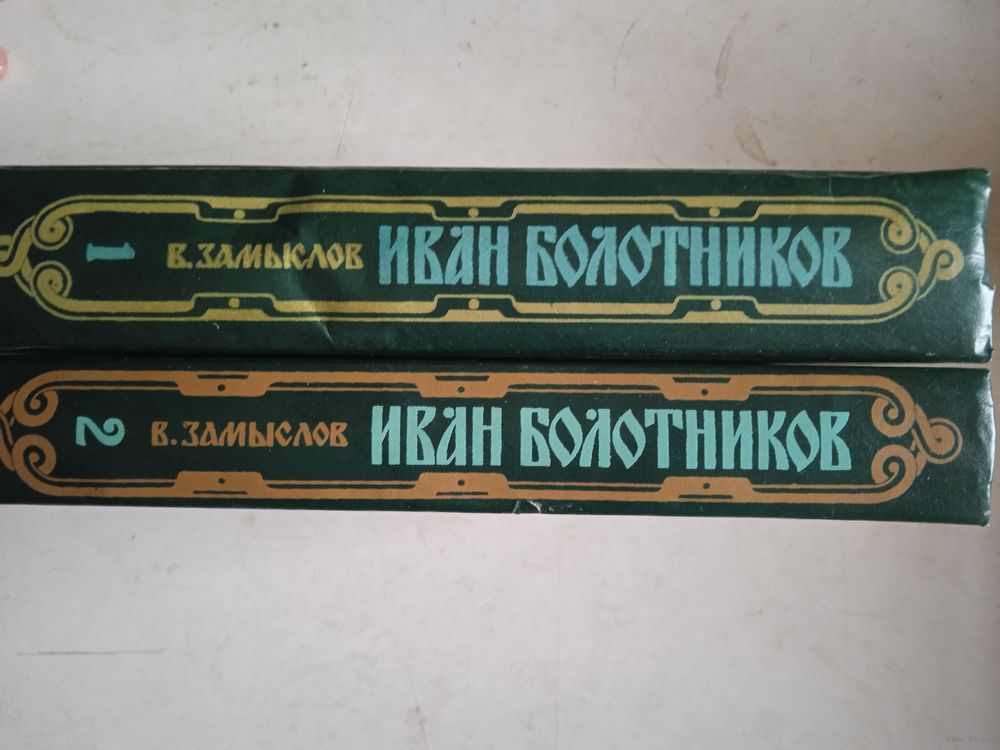 1 В. ЗАМЫСЛОВ ИВАН БОЛОТНИКОВ
2 В. ЗАМЫСЛОВ ИВАН БОЛОТНИКОВ